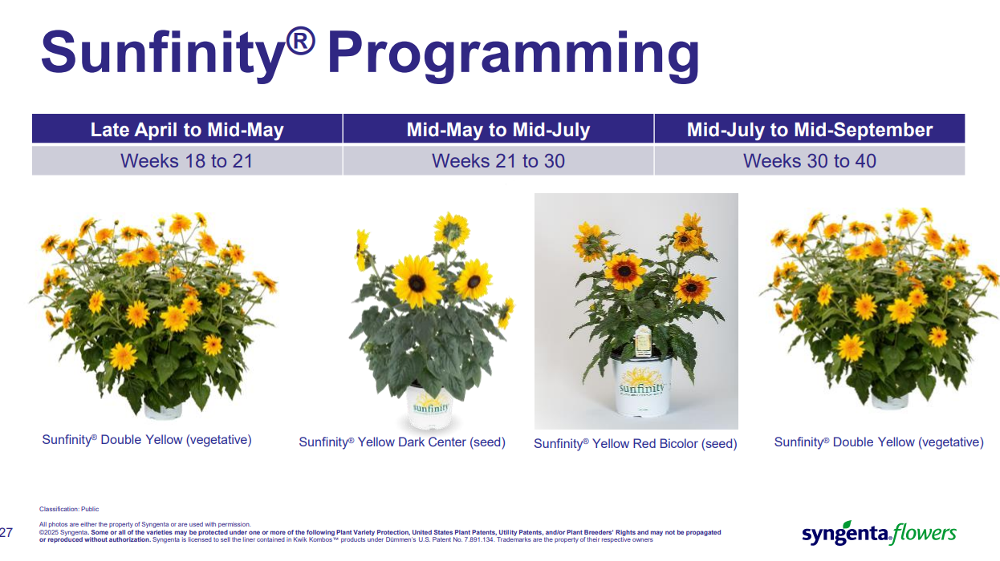 Sunfinity® Programming
Late April to Mid-May Mid-May to Mid-July Mid-July to Mid-September
Weeks 18 to 21 Weeks 21 to 30 Weeks 30 to 40
sunfinity
sunfinity
Sunfinity® Double Yellow (vegetative)
Sunfinity® Yellow Dark Center (seed)
Sunfinity® Yellow Red Bicolor (seed)
Sunfinity® Double Yellow (vegetative)
Classification: Public
All photos are either the property of Syngenta or are used with permission.
27 ©2025 Syngenta. Some or all of the varieties may be protected under one or more of the following Plant Variety Protection, United States Plant Patents, Utility Patents, and/or Plant Breeders' Rights and may not be propagated
or reproduced without authorization. Syngenta is licensed to sell the liner contained in Kwik Kombos™ products under Dümmen's U.S. Patent No. 7.891.134. Trademarks are the property of their respective owners
syngenta® flowers